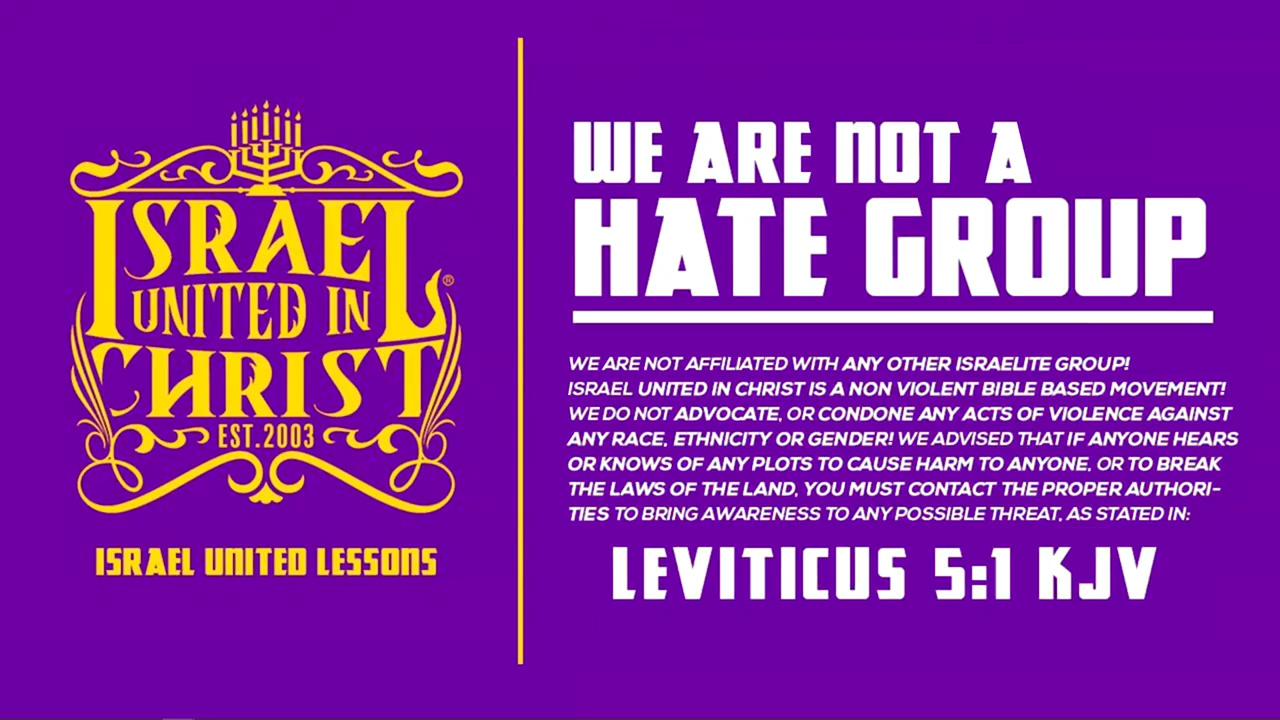 ISRAEL
UNITED IN
CHRIST
EST.2003
®
ISRAEL UNITED LESSONS
WE ARE NOT A
HATE GROUP
WE ARE NOT AFFILIATED WITH ANY OTHER ISRAELITE GROUP!
ISRAEL UNITED IN CHRIST IS A NON VIOLENT BIBLE BASED MOVEMENT!
WE DO NOT ADVOCATE, OR CONDONE ANY ACTS OF VIOLENCE AGAINST
ANY RACE, ETHNICITY OR GENDER! WE ADVISED THAT IF ANYONE HEARS
OR KNOWS OF ANY PLOTS TO CAUSE HARM TO ANYONE, OR TO BREAK
THE LAWS OF THE LAND, YOU MUST CONTACT THE PROPER AUTHORI-
TIES TO BRING AWARENESS TO ANY POSSIBLE THREAT, AS STATED IN:
LEVITICUS 5:1 KJV